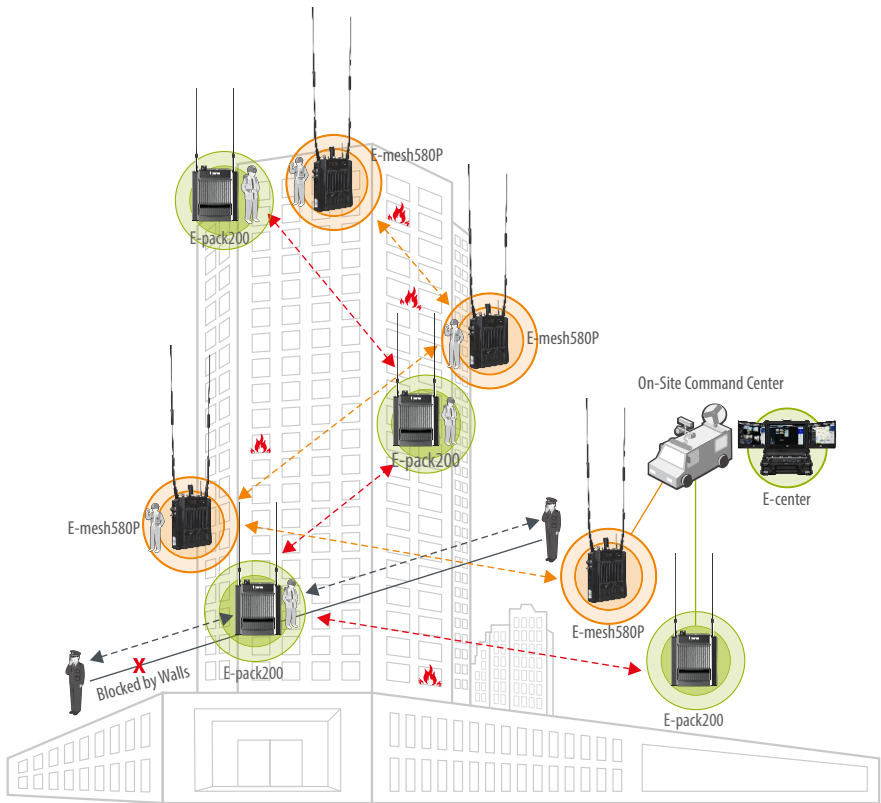 E-mesh580P
E-pack200
E-mesh580P
On-Site Command Center
E-pack200
E-center
E-mesh580P
E-mesh580P
X
Blocked by Walls
E-pack200
E-pack200